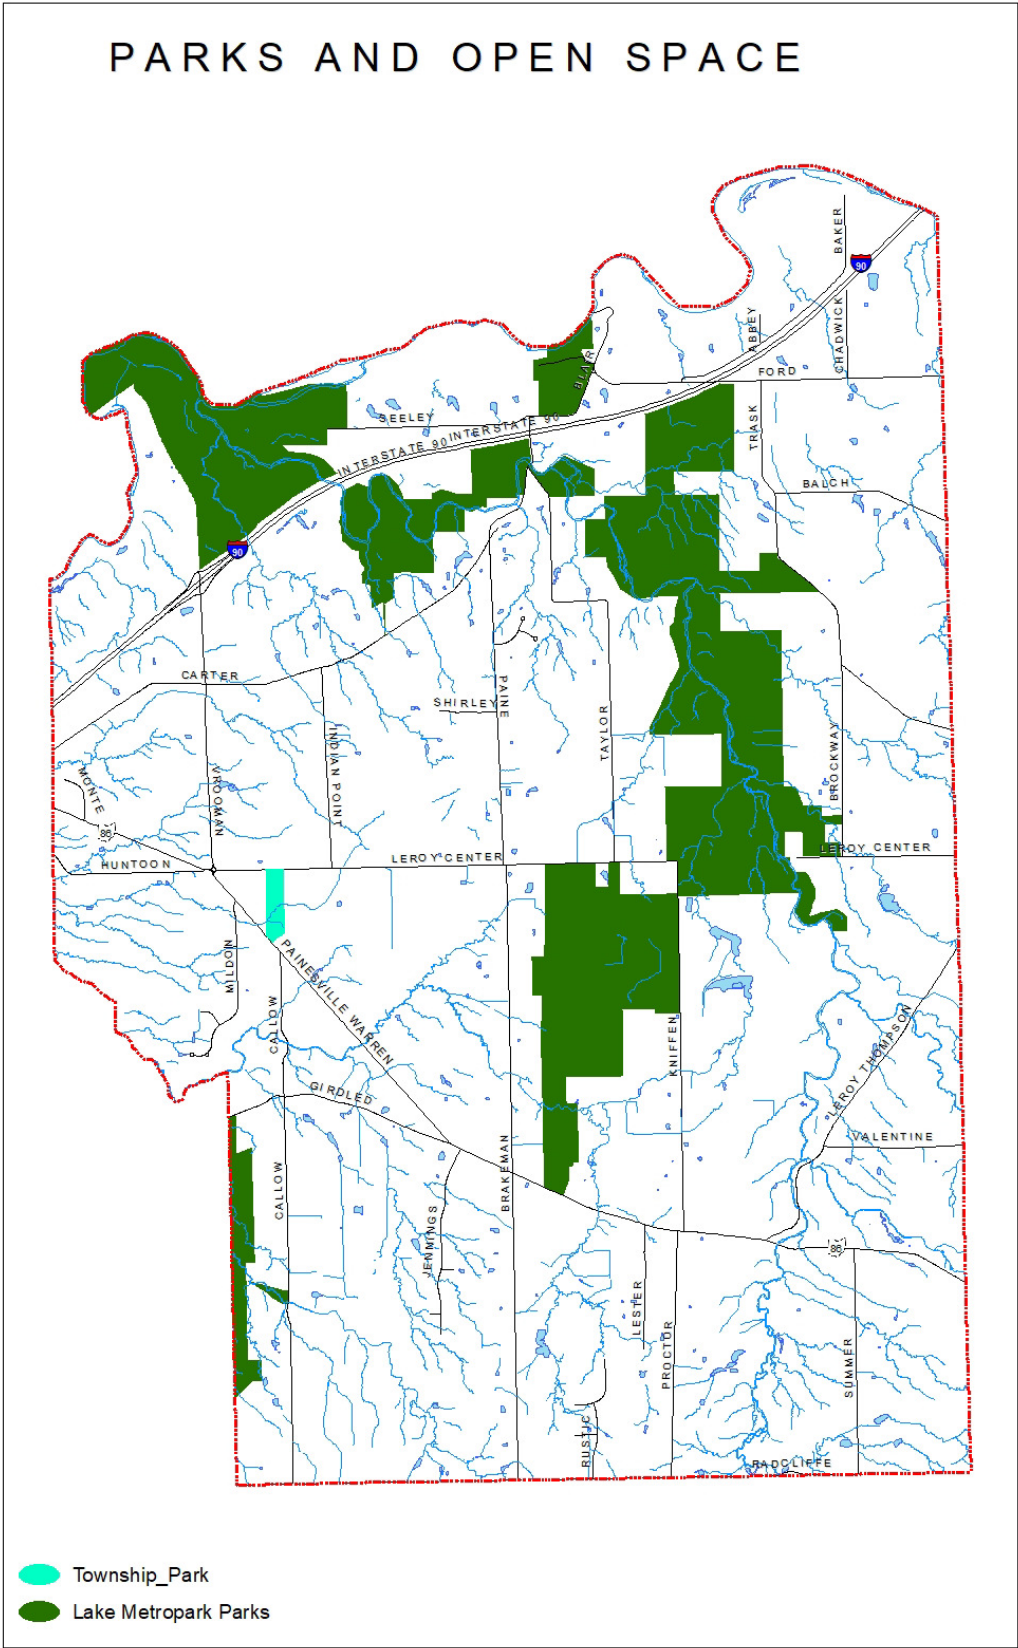 PARKS AND OPEN SPACE
BAKER
90
CHADWICK
ABBEY
BLAIR
FORD
SEELEY
TRASK
INTERSTATE 90
INTERSTATE 90
BALCH
90
CARTER
PAINE
SHIRLEY
TAYLOR
INDIAN POINT
BROCKWAY
MONTE
VROOMAN
86
HUNTOON
LEROY CENTER
LEROY CENTER
MILDON
PAINESVILLE WARREN
CALLOW
KNIFFEN
LEROY THOMPSON
GIRDLED
VALENTINE
CALLOW
BRAKEMAN
JENNINGS
86
LESTER
PROCTOR
SUMMER
RUSTIC
RADCLIFFE
Township_Park
Lake Metropark Parks